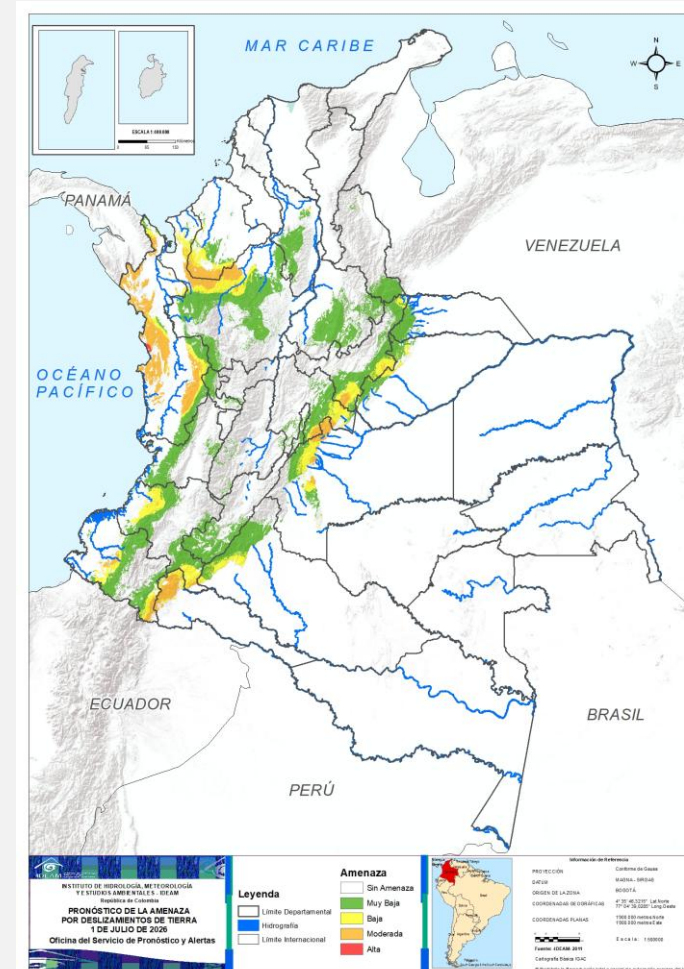 MAR CARIBE
N
W
E
S
ESCALA 1:
PANAMÁ
VENEZUELA
OCÉANO
PACÍFICO
ECUADOR
BRASIL
PERÚ
IDEAM
INSTITUTO DE HIDROLOGÍA, METEOROLOGÍA
Y ESTUDIOS AMBIENTALES - IDEAM
República de Colombia
PRONÓSTICO DE LA AMENAZA
POR DESLIZAMIENTOS DE TIERRA
1 DE JULIO DE 2026
Oficina del Servicio de Pronóstico y Alertas
Leyenda
Límite Departamental
Hidrografía
Límite Internacional
Amenaza
Sin Amenaza
Muy Baja
Baja
Moderada
Alta
Información de Referencia
PROYECCIÓN Conforme de Gauss
DATUM MAGNA - SIRGAS
ORIGEN DE LA ZONA BOGOTÁ
COORDENADAS GEOGRÁFICAS
COORDENADAS PLANAS
Escala:
Fuente: IDEAM
Cartografía Básica IGAC